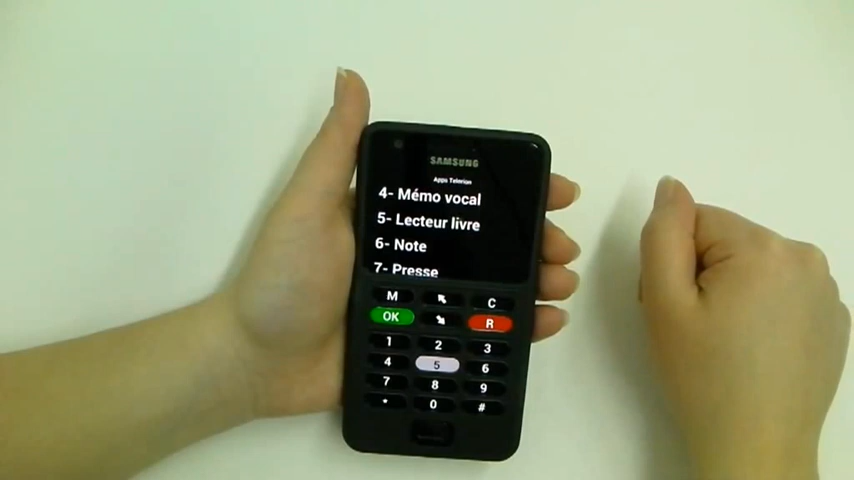 SAMSUNG
Apps Telorion
4- Mémo vocal
5- Lecteur livre
6- Note
7- Presse
M C
OK R
1 2 3
4 5 6
7 8 9
* 0 #